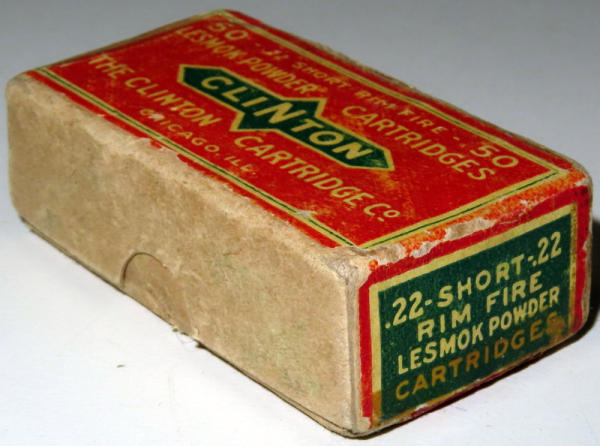 50 - .22 SHORT RIM FIRE - 50
LESMOK POWDER CARTRIDGES
CLINTON
THE CLINTON CARTRIDGE Co
CHICAGO, ILL.
.22-SHORT-.22
RIM FIRE
LESMOK POWDER
CARTRIDGES